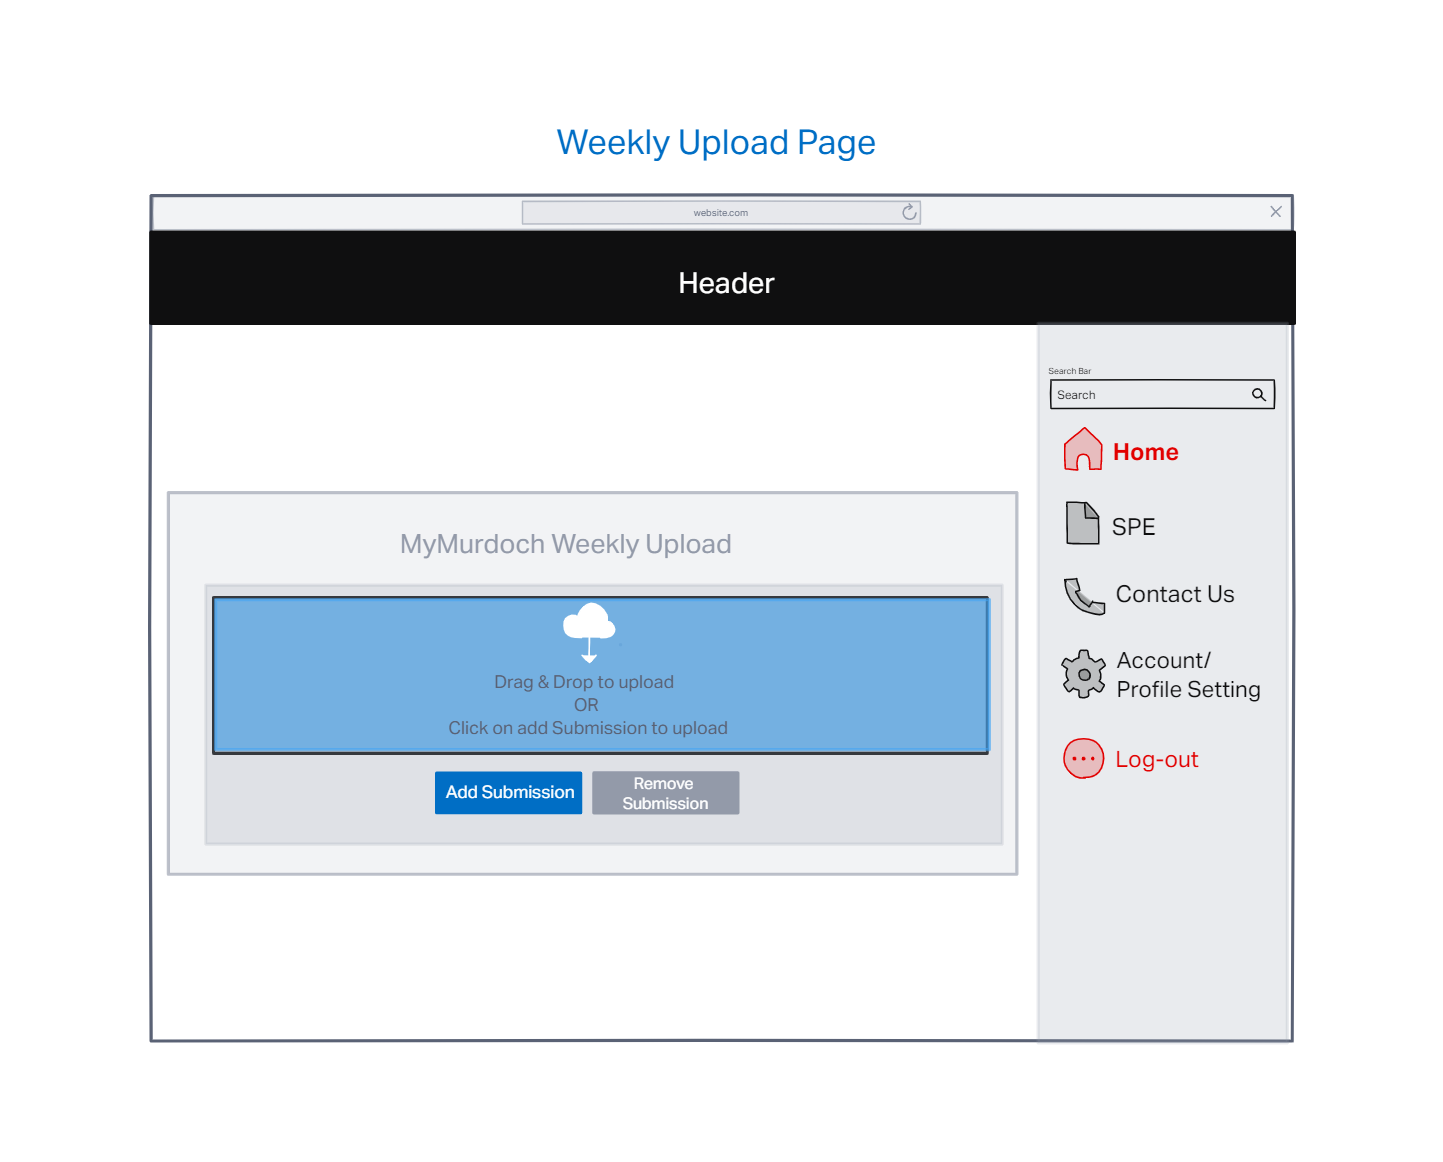 Weekly Upload Page
website.com
Header
Search Bar
Search
Home
SPE
Contact Us
Account/
Profile Setting
Log-out
MyMurdoch Weekly Upload
Drag & Drop to upload
OR
Click on add Submission to upload
Add Submission
Remove
Submission